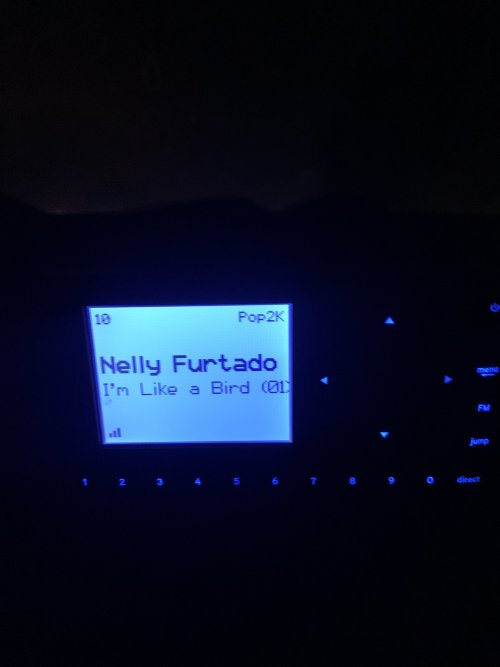 10 Pop2K
Nelly Furtado
I'm Like a Bird (01)
menu
FM
jump
1 2 3 4 5 6 7 8 9 0 direct